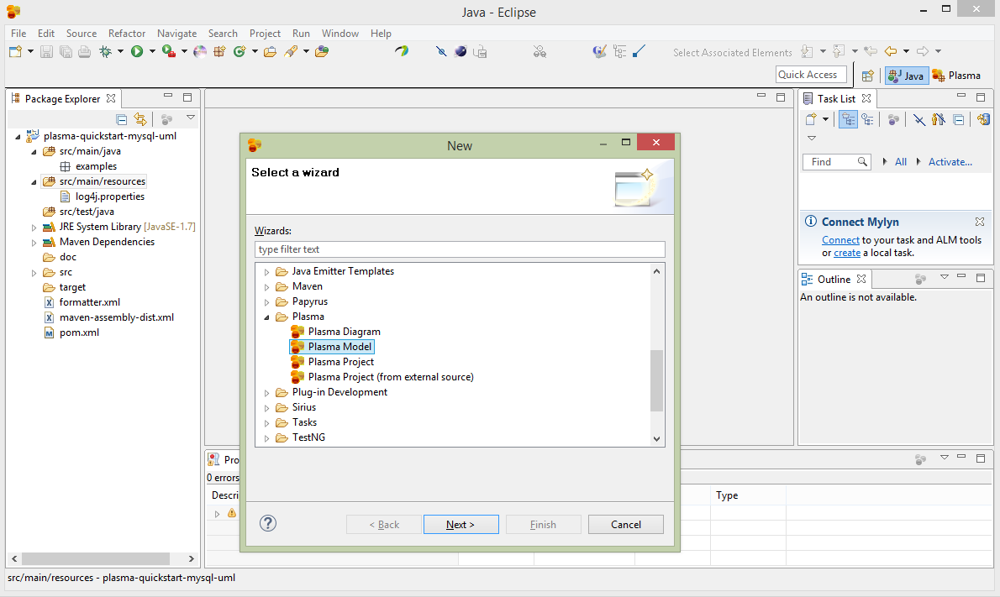 Java - Eclipse
File Edit Source Refactor Navigate Search Project Run Window Help
Select Associated Elements
Quick Access
Java
Plasma
Package Explorer
plasma-quickstart-mysql-uml
src/main/java
examples
src/main/resources
log4j.properties
src/test/java
JRE System Library [JavaSE-1.7]
Maven Dependencies
doc
src
target
formatter.xml
maven-assembly-dist.xml
pom.xml
New
Select a wizard
Wizards:
type filter text
Java Emitter Templates
Maven
Papyrus
Plasma
Plasma Diagram
Plasma Model
Plasma Project
Plasma Project (from external source)
Plug-in Development
Sirius
Tasks
TestNG
< Back
Next >
Finish
Cancel
Task List
Find
All
Activate...
Connect Mylyn
Connect to your task and ALM tools
or create a local task.
Outline
An outline is not available.
Pro
0 errors
Descri
Type
src/main/resources - plasma-quickstart-mysql-uml